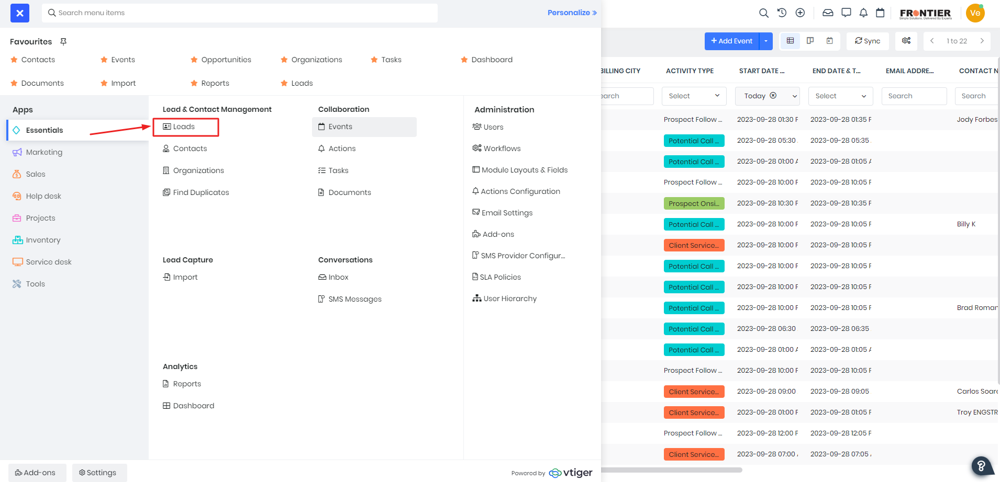 Search menu items
Personalize »
FRONTIER
Simple Solutions. Delivered By Experts
Ve
Favourites
Contacts
Events
Opportunities
Organizations
Tasks
Dashboard
Documents
Import
Reports
Leads
Apps
Essentials
Marketing
Sales
Help desk
Projects
Inventory
Service desk
Tools
Lead & Contact Management
Leads
Contacts
Organizations
Find Duplicates
Collaboration
Events
Actions
Tasks
Documents
Lead Capture
Import
Conversations
Inbox
SMS Messages
Analytics
Reports
Dashboard
Administration
Users
Workflows
Module Layouts & Fields
Actions Configuration
Email Settings
Add-ons
SMS Provider Configur...
SLA Policies
User Hierarchy
Add-ons
Settings
Powered by vtiger
+ Add Event
Sync
1 to 22
BILLING CITY ACTIVITY TYPE START DATE ... END DATE & T... EMAIL ADDRE... CONTACT N
earch Select Today Select Search Search
Prospect Follow ... 2023-09-28 01:30 P 2023-09-28 01:35 P Jody Forbes
Potential Call ... 2023-09-28 05:30 2023-09-28 05:35
Potential Call ... 2023-09-28 01:00 A 2023-09-28 01:05 A
Prospect Follow ... 2023-09-28 10:00 P 2023-09-28 10:05 P
Prospect Onsi... 2023-09-28 10:30 P 2023-09-28 10:35 P
Potential Call ... 2023-09-28 10:00 P 2023-09-28 10:05 P Billy K
Client Service... 2023-09-28 10:00 P 2023-09-28 10:05 P
Potential Call ... 2023-09-28 10:00 P 2023-09-28 10:05 P
Potential Call ... 2023-09-28 10:00 P 2023-09-28 10:05 P
Potential Call ... 2023-09-28 10:00 P 2023-09-28 10:05 P Brad Roman
Potential Call ... 2023-09-28 06:30 2023-09-28 06:35
Potential Call ... 2023-09-28 01:00 A 2023-09-28 01:05 A
Prospect Follow ... 2023-09-28 10:00 P 2023-09-28 10:05 P
Client Service... 2023-09-28 09:00 2023-09-28 09:05 Carlos Soare
Client Service... 2023-09-28 01:00 P 2023-09-28 01:05 P Troy ENGSTR
Prospect Follow ... 2023-09-28 12:00 P 2023-09-28 12:05 P
Client Service... 2023-09-28 07:00 2023-09-28 07:05
?